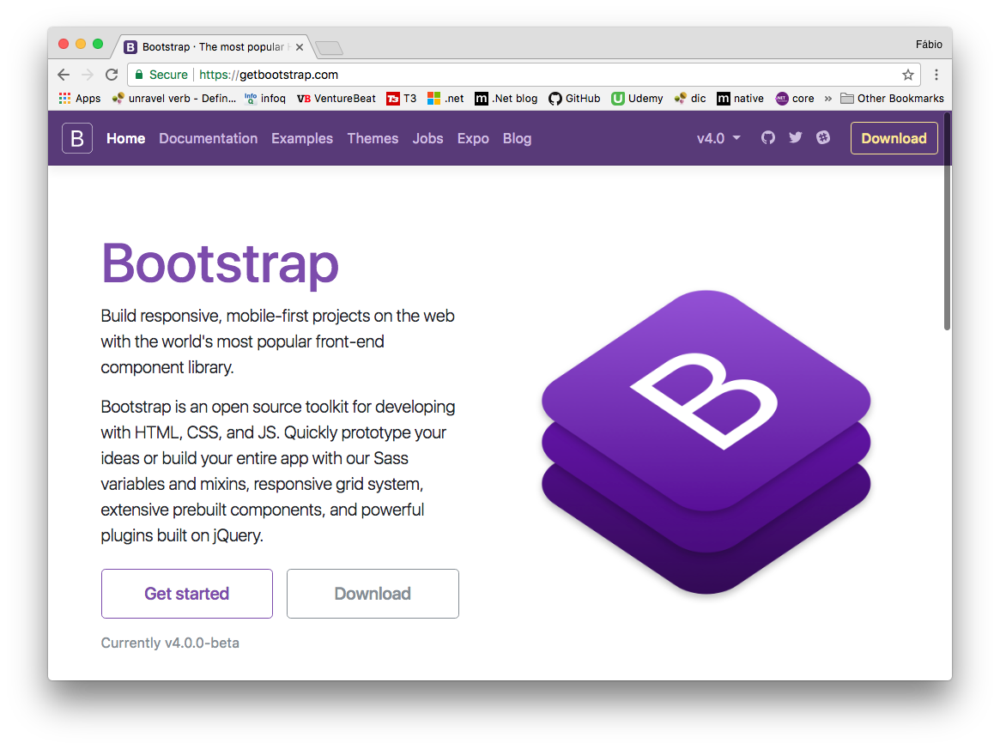 Bootstrap · The most popular
Fábio
Secure https://getbootstrap.com
Apps unravel verb - Defin... infoq VentureBeat T3 .net .Net blog GitHub Udemy dic native core » Other Bookmarks
B Home Documentation Examples Themes Jobs Expo Blog v4.0 Download
Bootstrap
Build responsive, mobile-first projects on the web
with the world's most popular front-end
component library.
Bootstrap is an open source toolkit for developing
with HTML, CSS, and JS. Quickly prototype your
ideas or build your entire app with our Sass
variables and mixins, responsive grid system,
extensive prebuilt components, and powerful
plugins built on jQuery.
Get started Download
Currently v4.0.0-beta
B